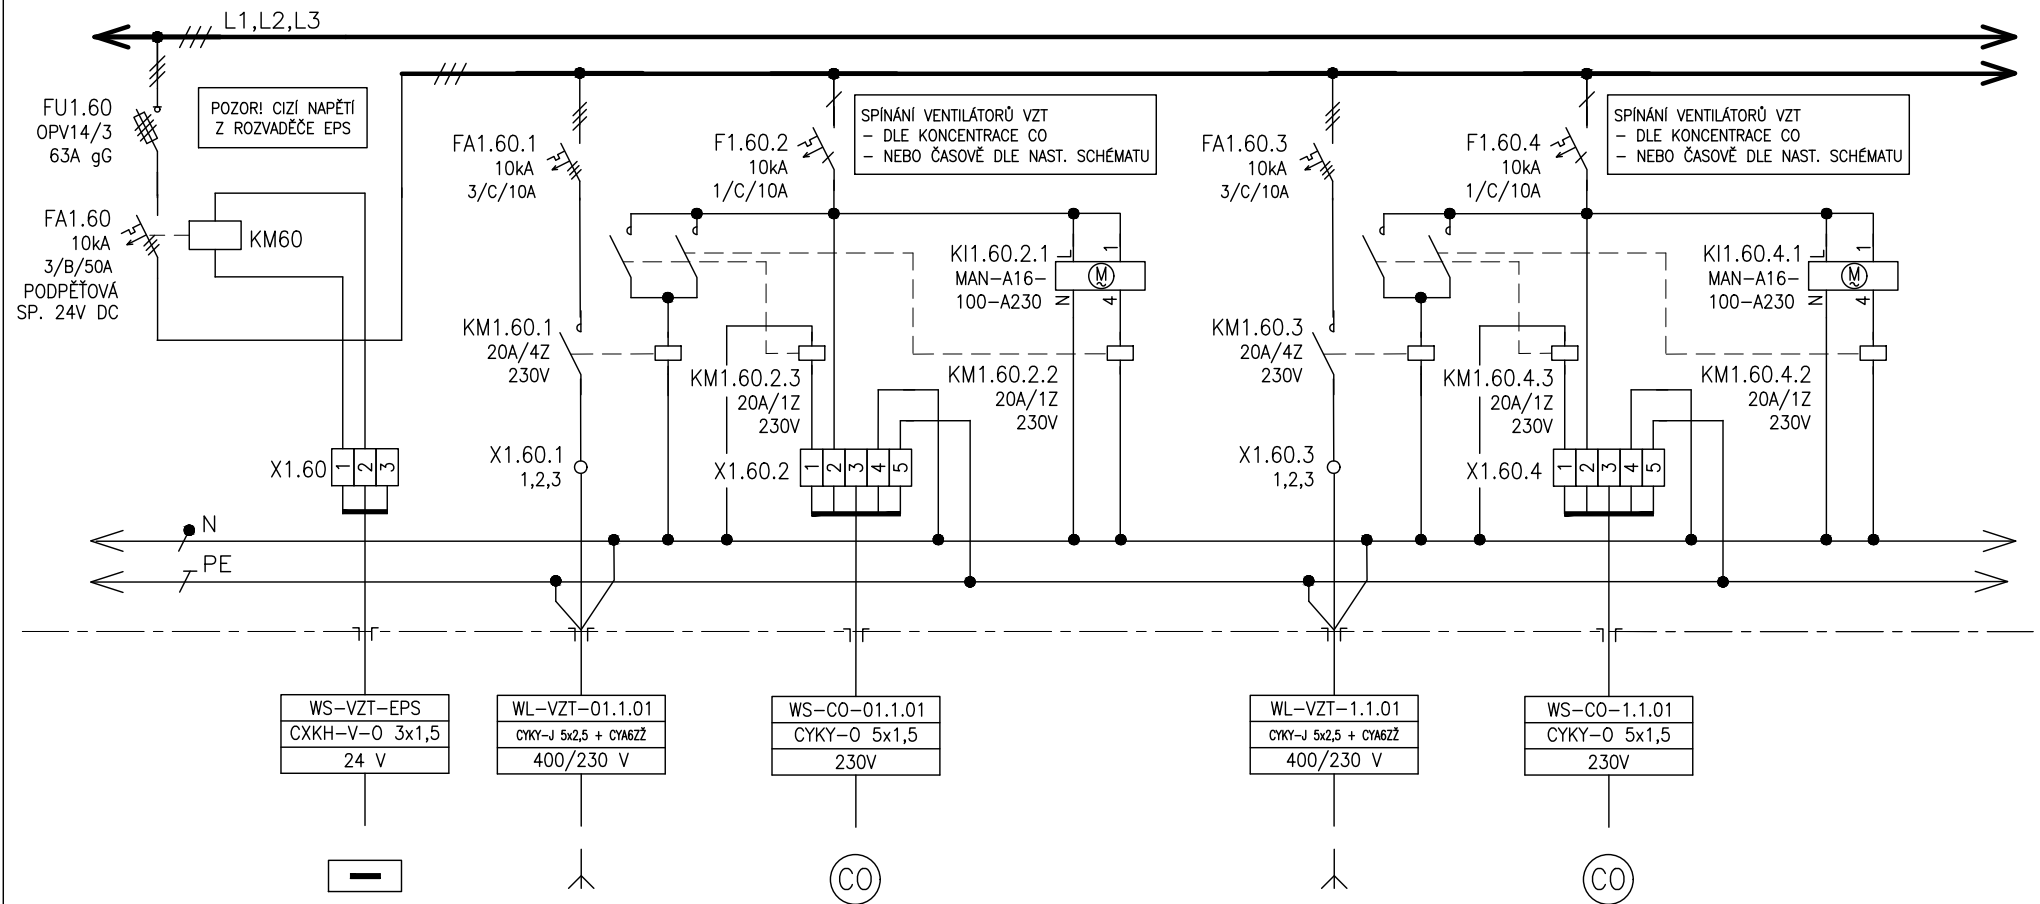 L1,L2,L3
FU1.60
OPV14/3
63A gG
POZOR! CIZÍ NAPĚTÍ
Z ROZVADĚČE EPS
FA1.60
10kA
3/B/50A
PODPĚŤOVÁ
SP. 24V DC
KM60
X1.60
1
2
3
FA1.60.1
10kA
3/C/10A
KM1.60.1
20A/4Z
230V
X1.60.1
1,2,3
F1.60.2
10kA
1/C/10A
SPÍNÁNÍ VENTILÁTORŮ VZT
– DLE KONCENTRACE CO
– NEBO ČASOVĚ DLE NAST. SCHÉMATU
KI1.60.2.1
MAN-A16-
100-A230
L
1
M
~
N
4
KM1.60.2.3
20A/1Z
230V
KM1.60.2.2
20A/1Z
230V
X1.60.2
1
2
3
4
5
FA1.60.3
10kA
3/C/10A
KM1.60.3
20A/4Z
230V
X1.60.3
1,2,3
F1.60.4
10kA
1/C/10A
SPÍNÁNÍ VENTILÁTORŮ VZT
– DLE KONCENTRACE CO
– NEBO ČASOVĚ DLE NAST. SCHÉMATU
KI1.60.4.1
MAN-A16-
100-A230
L
1
M
~
N
4
KM1.60.4.3
20A/1Z
230V
KM1.60.4.2
20A/1Z
230V
X1.60.4
1
2
3
4
5
N
PE
WS-VZT-EPS
CXKH-V-O 3x1,5
24 V
WL-VZT-01.1.01
CYKY-J 5x2,5 + CYA6ZŽ
400/230 V
WS-CO-01.1.01
CYKY-O 5x1,5
230V
WL-VZT-1.1.01
CYKY-J 5x2,5 + CYA6ZŽ
400/230 V
WS-CO-1.1.01
CYKY-O 5x1,5
230V
CO
CO